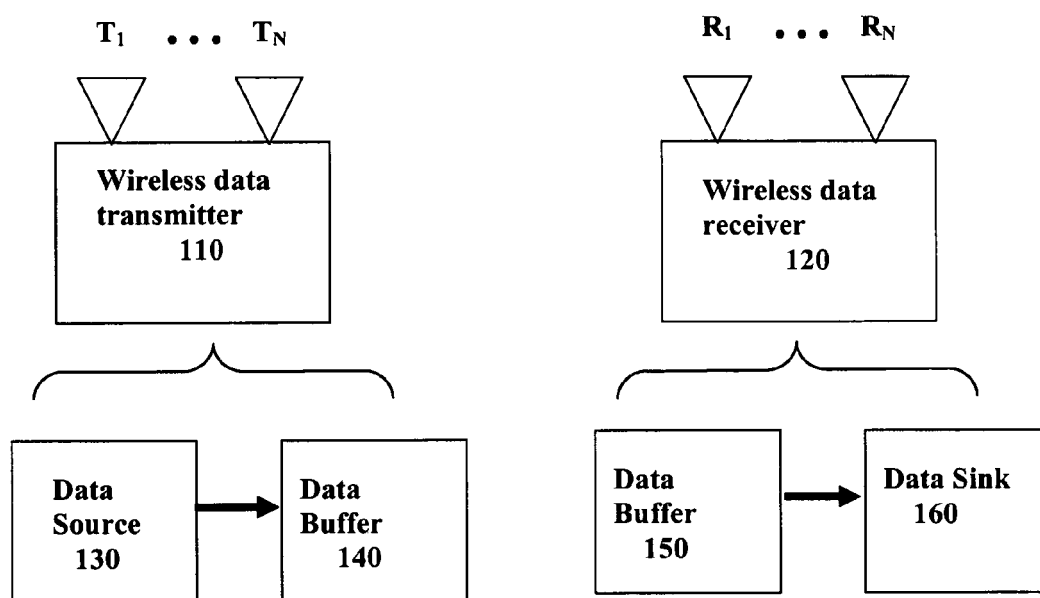 T1 • • • TN
R1 • • • RN
Wireless data
transmitter
110
Wireless data
receiver
120
Data
Source
130
Data
Buffer
140
Data
Buffer
150
Data Sink
160